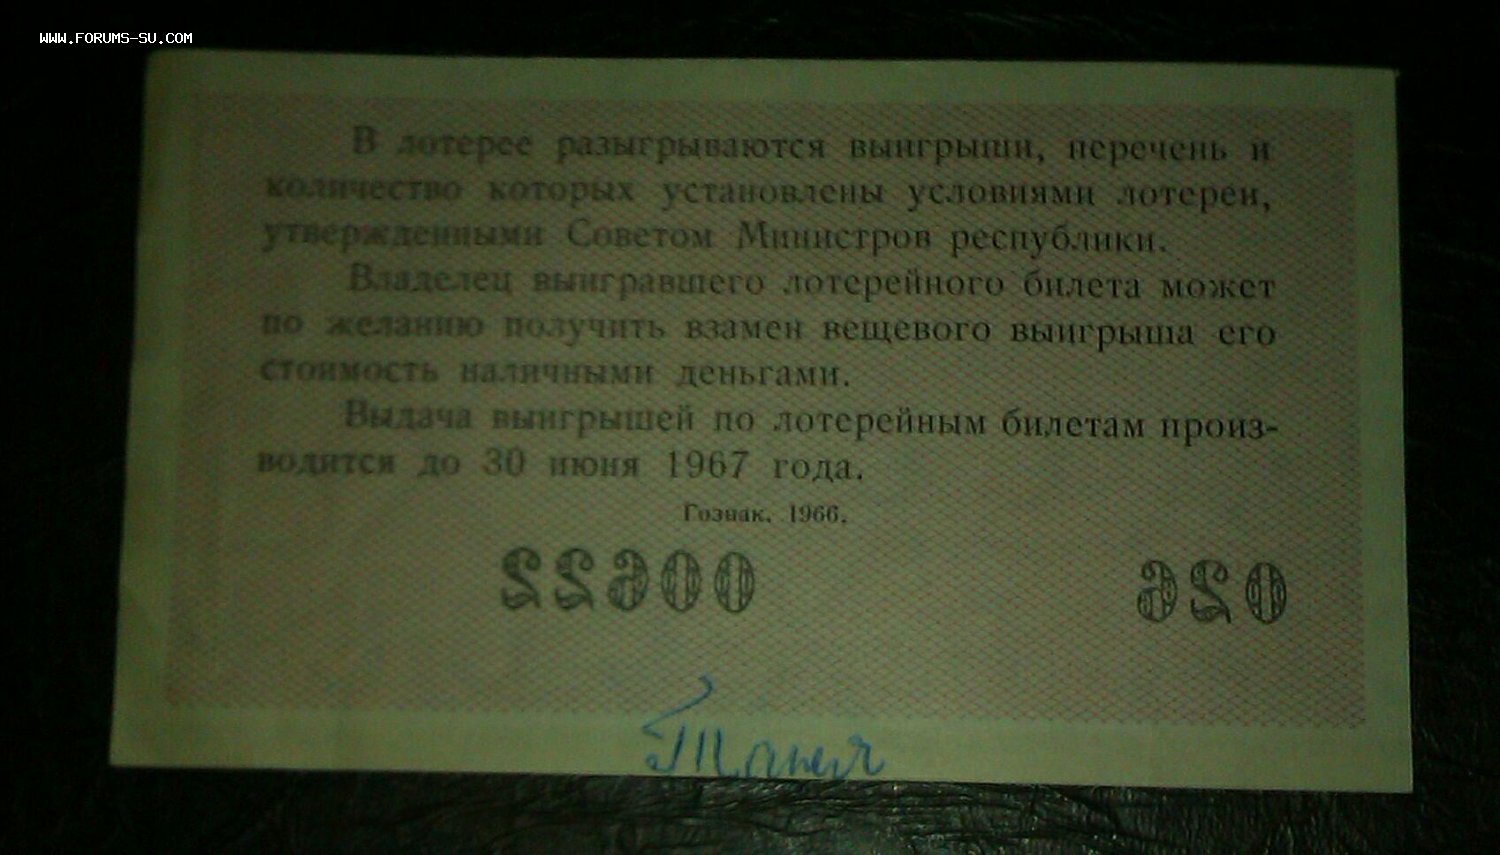 WWW.FORUMS-SU.COM
В лотерее разыгрываются выигрыши, перечень и
количество которых установлены условиями лотереи,
утвержденными Советом Министров республики.
Владелец выигравшего лотерейного билета может
по желанию получить взамен вещевого выигрыша его
стоимость наличными деньгами.
Выдача выигрышей по лотерейным билетам произ-
водится до 30 июня 1967 года.
Гознак. 1966.
00622 026
Таня